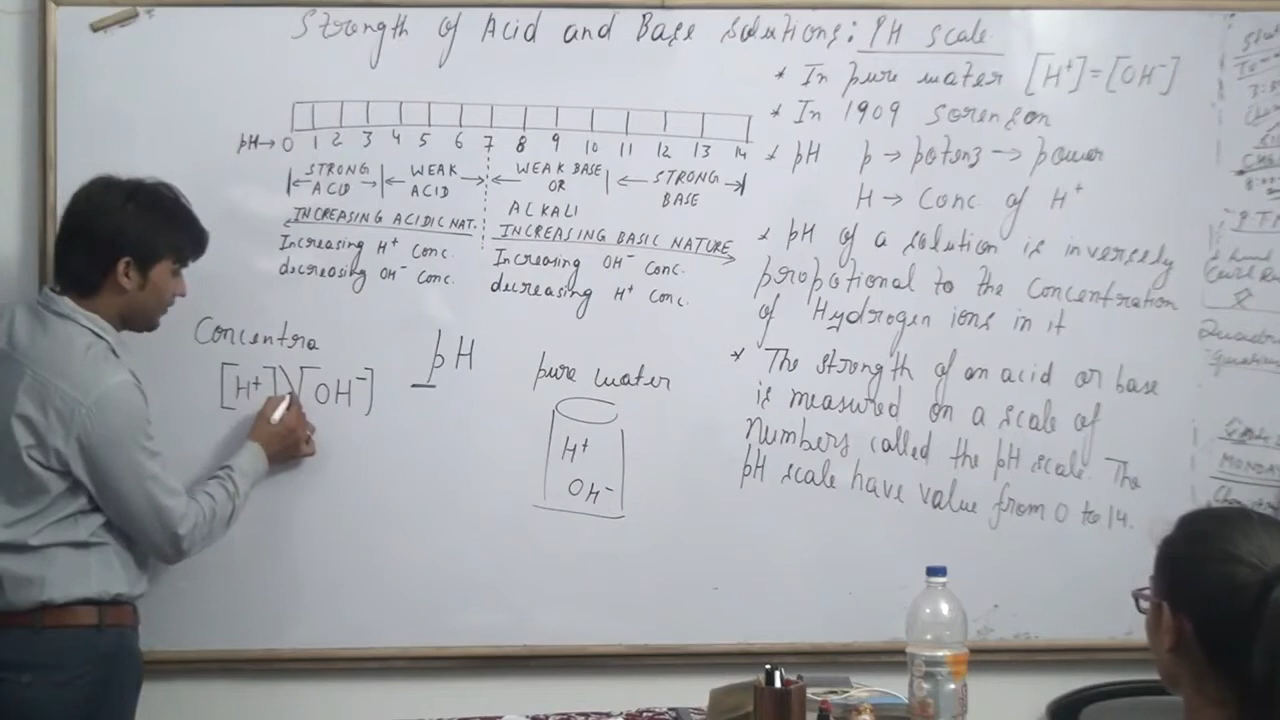 Strength of Acid and Base Solutions: PH scale
pH→ 0 1 2 3 4 5 6 7 8 9 10 11 12 13 14
STRONG ACID
WEAK ACID
WEAK BASE OR ALKALI
STRONG BASE
INCREASING ACIDIC NAT.
Increasing H⁺ Conc.
decreasing OH⁻ Conc.
INCREASING BASIC NATURE
Increasing OH⁻ Conc.
decreasing H⁺ Conc.
Concentra
[H⁺] [OH⁻]
pH
pure water
H⁺
OH⁻
* In pure water [H⁺]=[OH⁻]
* In 1909 Sorenson
* pH p → potenz → power
H → Conc. of H⁺
* pH of a solution is inversely
propotional to the Concentration
of Hydrogen ions in it
* The strength of an acid or base
is measured on a scale of
numbers called the pH scale. The
pH scale have value from 0 to 14.
MONDA